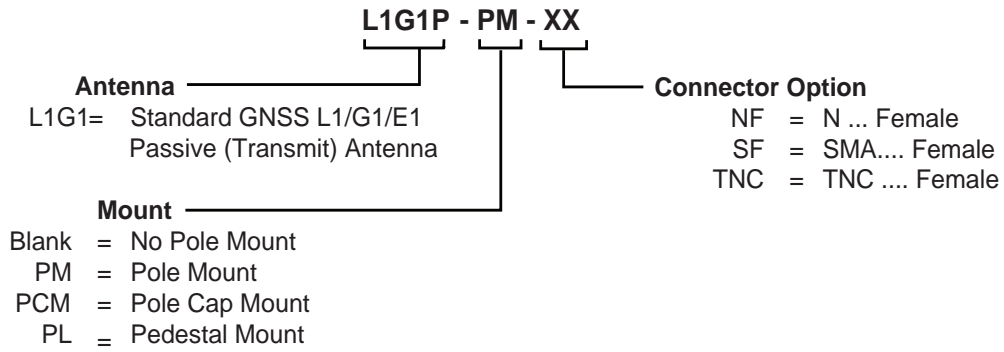 L1G1P - PM - XX
Antenna
L1G1= Standard GNSS L1/G1/E1
Passive (Transmit) Antenna
Mount
Blank = No Pole Mount
PM = Pole Mount
PCM = Pole Cap Mount
PL = Pedestal Mount
Connector Option
NF = N ... Female
SF = SMA.... Female
TNC = TNC .... Female